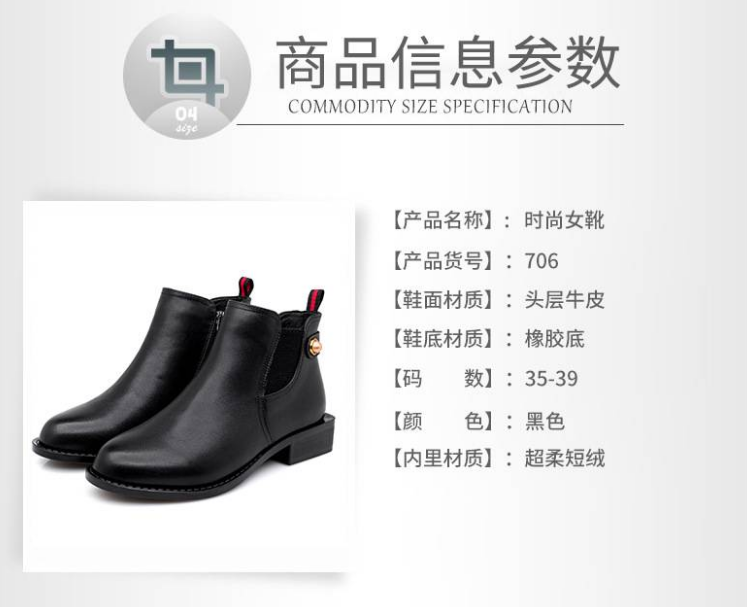 04
size
商品信息参数
COMMODITY SIZE SPECIFICATION
【产品名称】：时尚女靴
【产品货号】：706
【鞋面材质】：头层牛皮
【鞋底材质】：橡胶底
【码　　数】：35-39
【颜　　色】：黑色
【内里材质】：超柔短绒